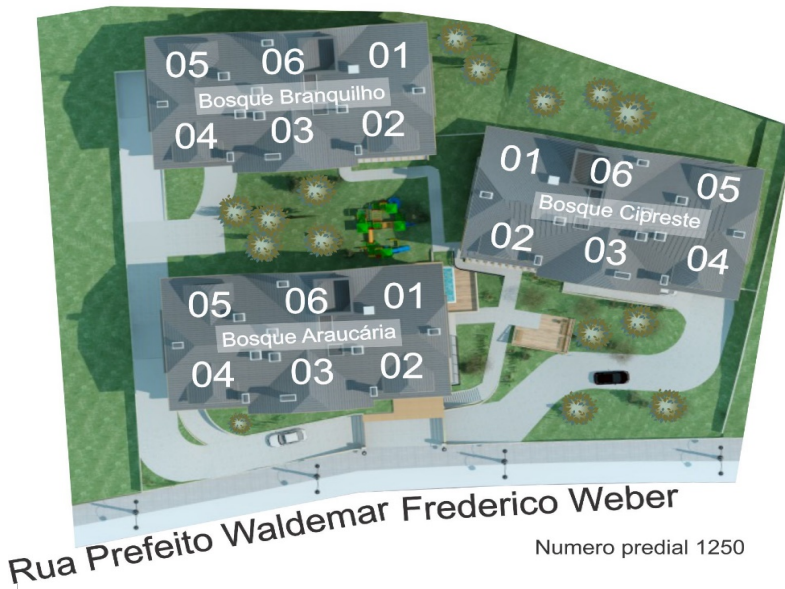 05 06 01
Bosque Branquilho
04 03 02
01 06 05
Bosque Cipreste
02 03 04
05 06 01
Bosque Araucária
04 03 02
Rua Prefeito Waldemar Frederico Weber
Numero predial 1250